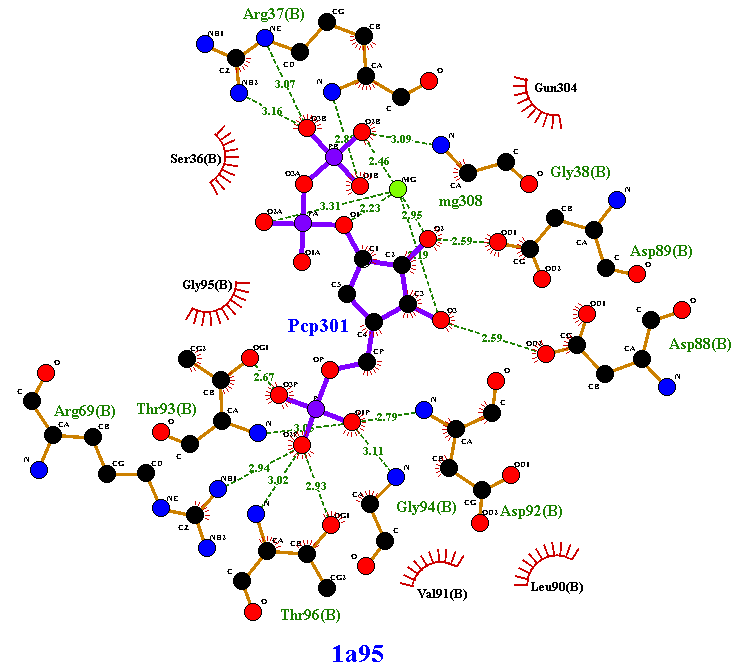 Arg37(B)
CG
NH1
NE
CB
CZ
CD
CA
O
NH2
N
C
3.07
3.16
Gun304
O3B
O2B
2.88
3.09
N
Ser36(B)
PB
2.46
C
CA
O
Gly38(B)
O3A
O1B
MG
mg308
N
3.31
2.23
2.95
O2A
PA
O1
O2
2.59
OD1
CB
CA
Asp89(B)
O1A
C1
C2
CG
OD2
C
O
Gly95(B)
C5
C3
O3
OD1
O
Pcp301
C4
2.59
OD2
CG
C
CA
Asp88(B)
CB
N
CG2
OG1
OP
CP
O
2.67
O3P
P
C
Arg69(B)
Thr93(B)
CB
CA
O1P
2.79
N
O
C
N
O2P
3.11
CA
C
CB
CA
CB
CG
CD
NH1
2.94
3.02
2.93
N
CA
CG
OD1
N
NE
CZ
N
OG1
Gly94(B)
Asp92(B)
OD2
NH2
CA
CB
C
O
C
CG2
Val91(B)
Leu90(B)
O
Thr96(B)
1a95